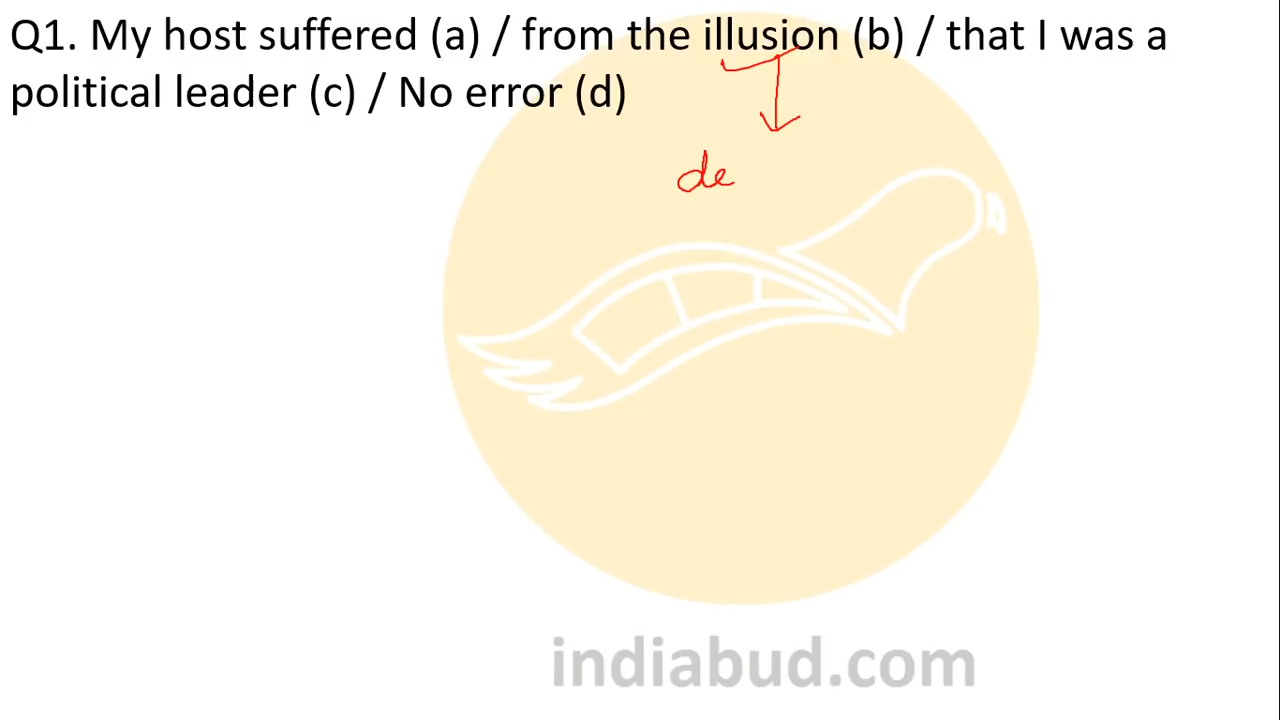 Q1. My host suffered (a) / from the illusion (b) / that I was a
political leader (c) / No error (d)
de
indiabud.com